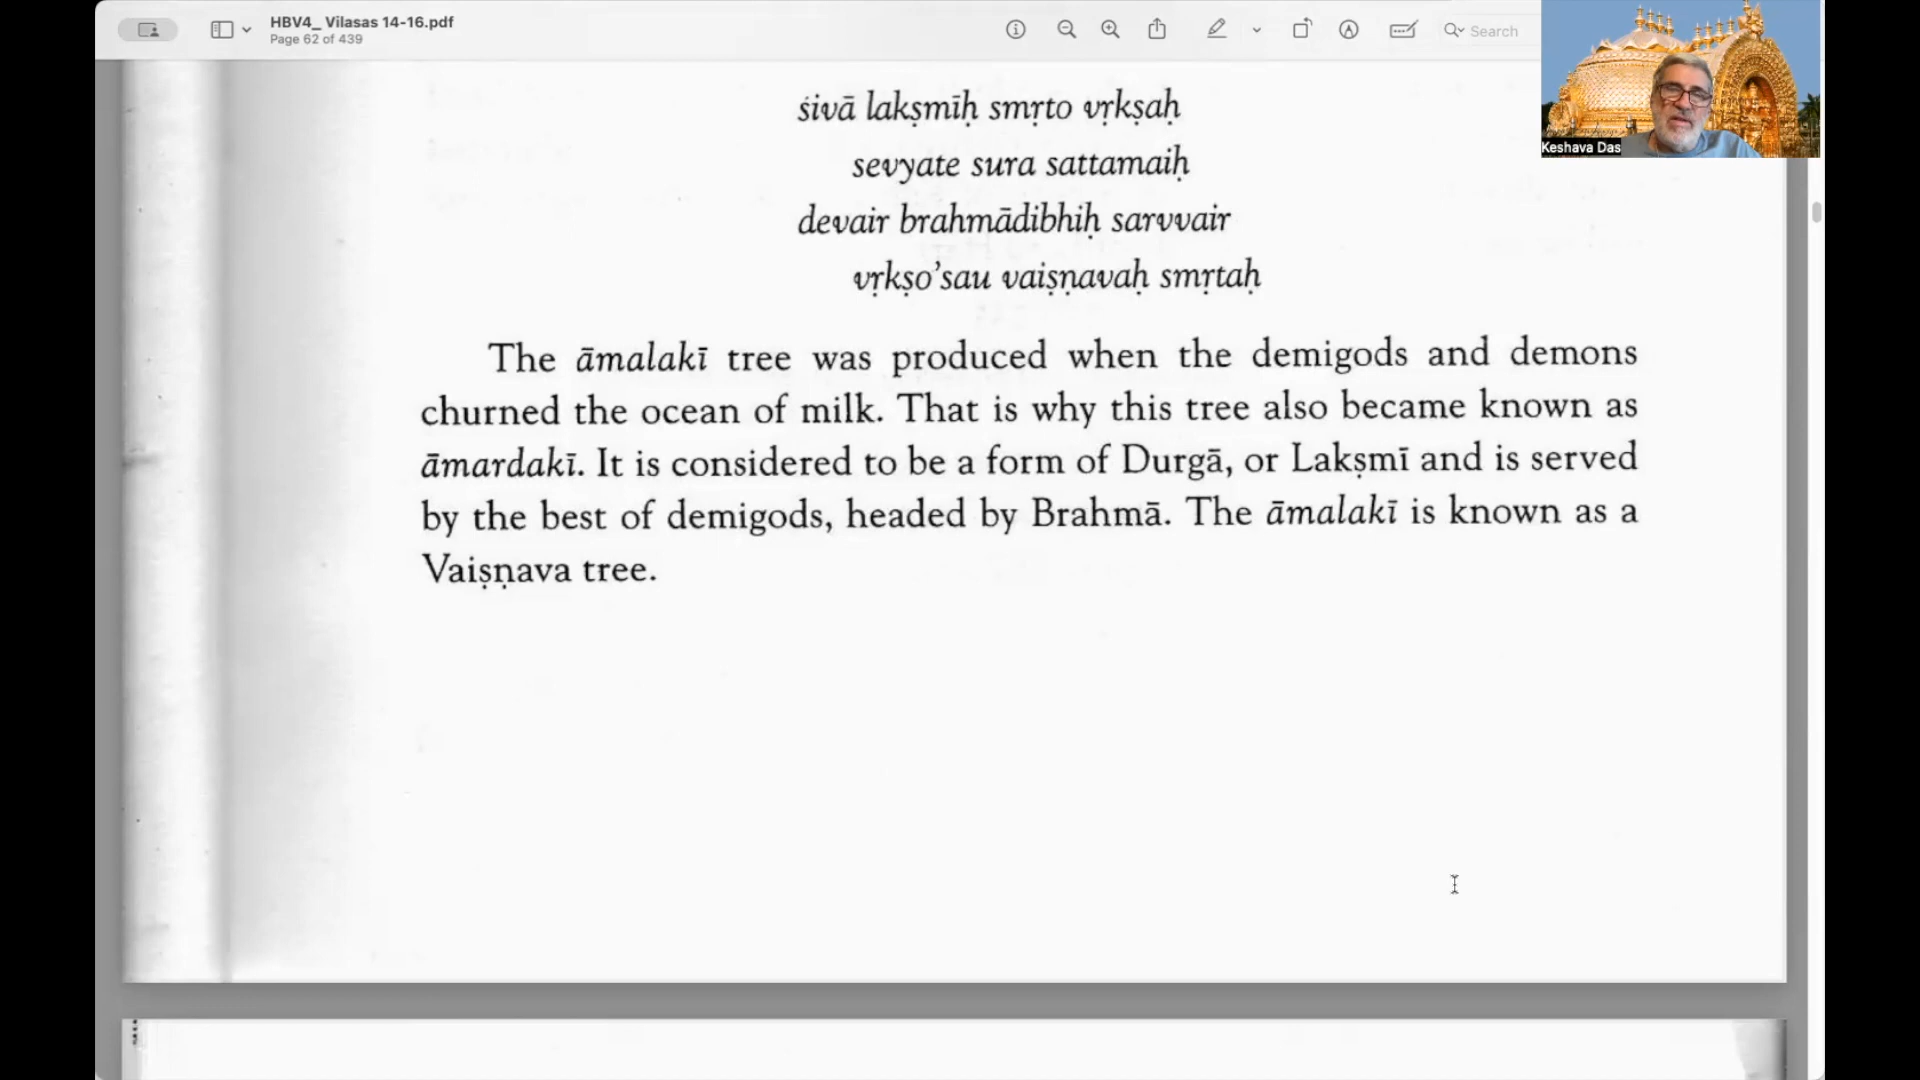 HBV4_ Vilasas 14-16.pdf
Page 62 of 439
Search
Keshava Das
śivā lakṣmīḥ smṛto vṛkṣaḥ
sevyate sura sattamaiḥ
devair brahmādibhiḥ sarvvair
vṛkṣo’sau vaiṣṇavaḥ smṛtaḥ
The āmalakī tree was produced when the demigods and demons
churned the ocean of milk. That is why this tree also became known as
āmardakī. It is considered to be a form of Durgā, or Lakṣmī and is served
by the best of demigods, headed by Brahmā. The āmalakī is known as a
Vaiṣṇava tree.